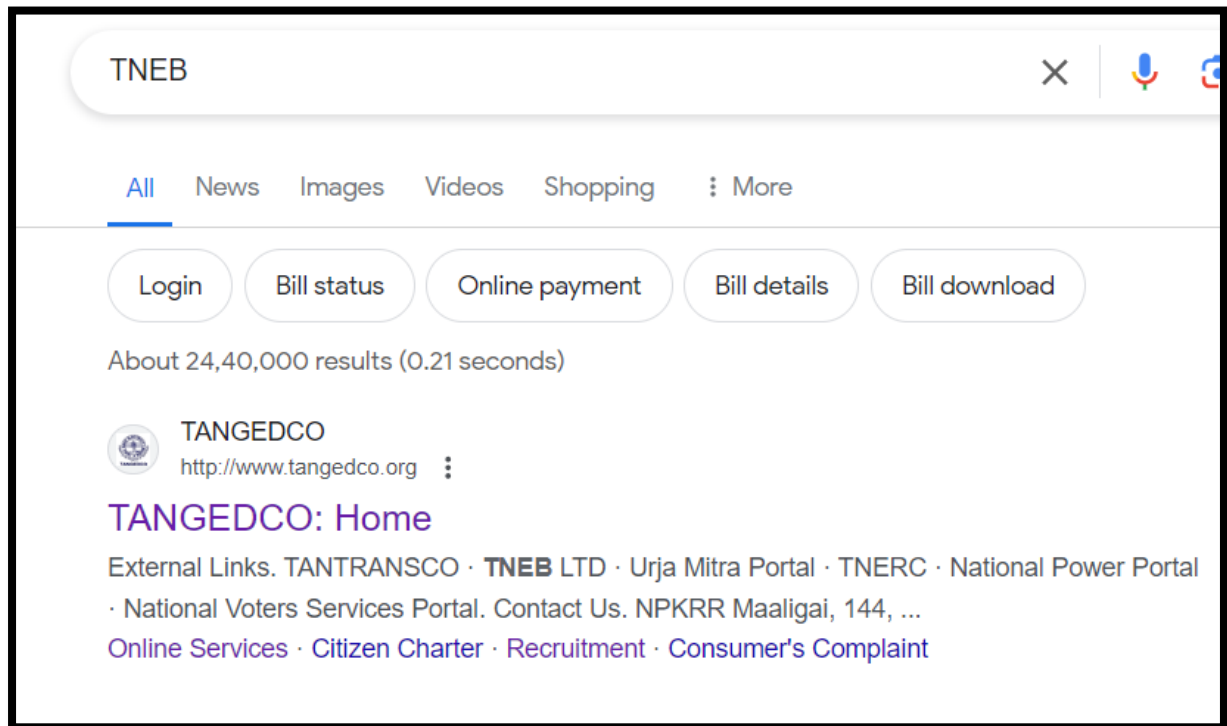 TNEB
All News Images Videos Shopping More
Login Bill status Online payment Bill details Bill download
About 24,40,000 results (0.21 seconds)
TANGEDCO
http://www.tangedco.org
TANGEDCO: Home
External Links. TANTRANSCO · TNEB LTD · Urja Mitra Portal · TNERC · National Power Portal
· National Voters Services Portal. Contact Us. NPKRR Maaligai, 144, ...
Online Services · Citizen Charter · Recruitment · Consumer's Complaint